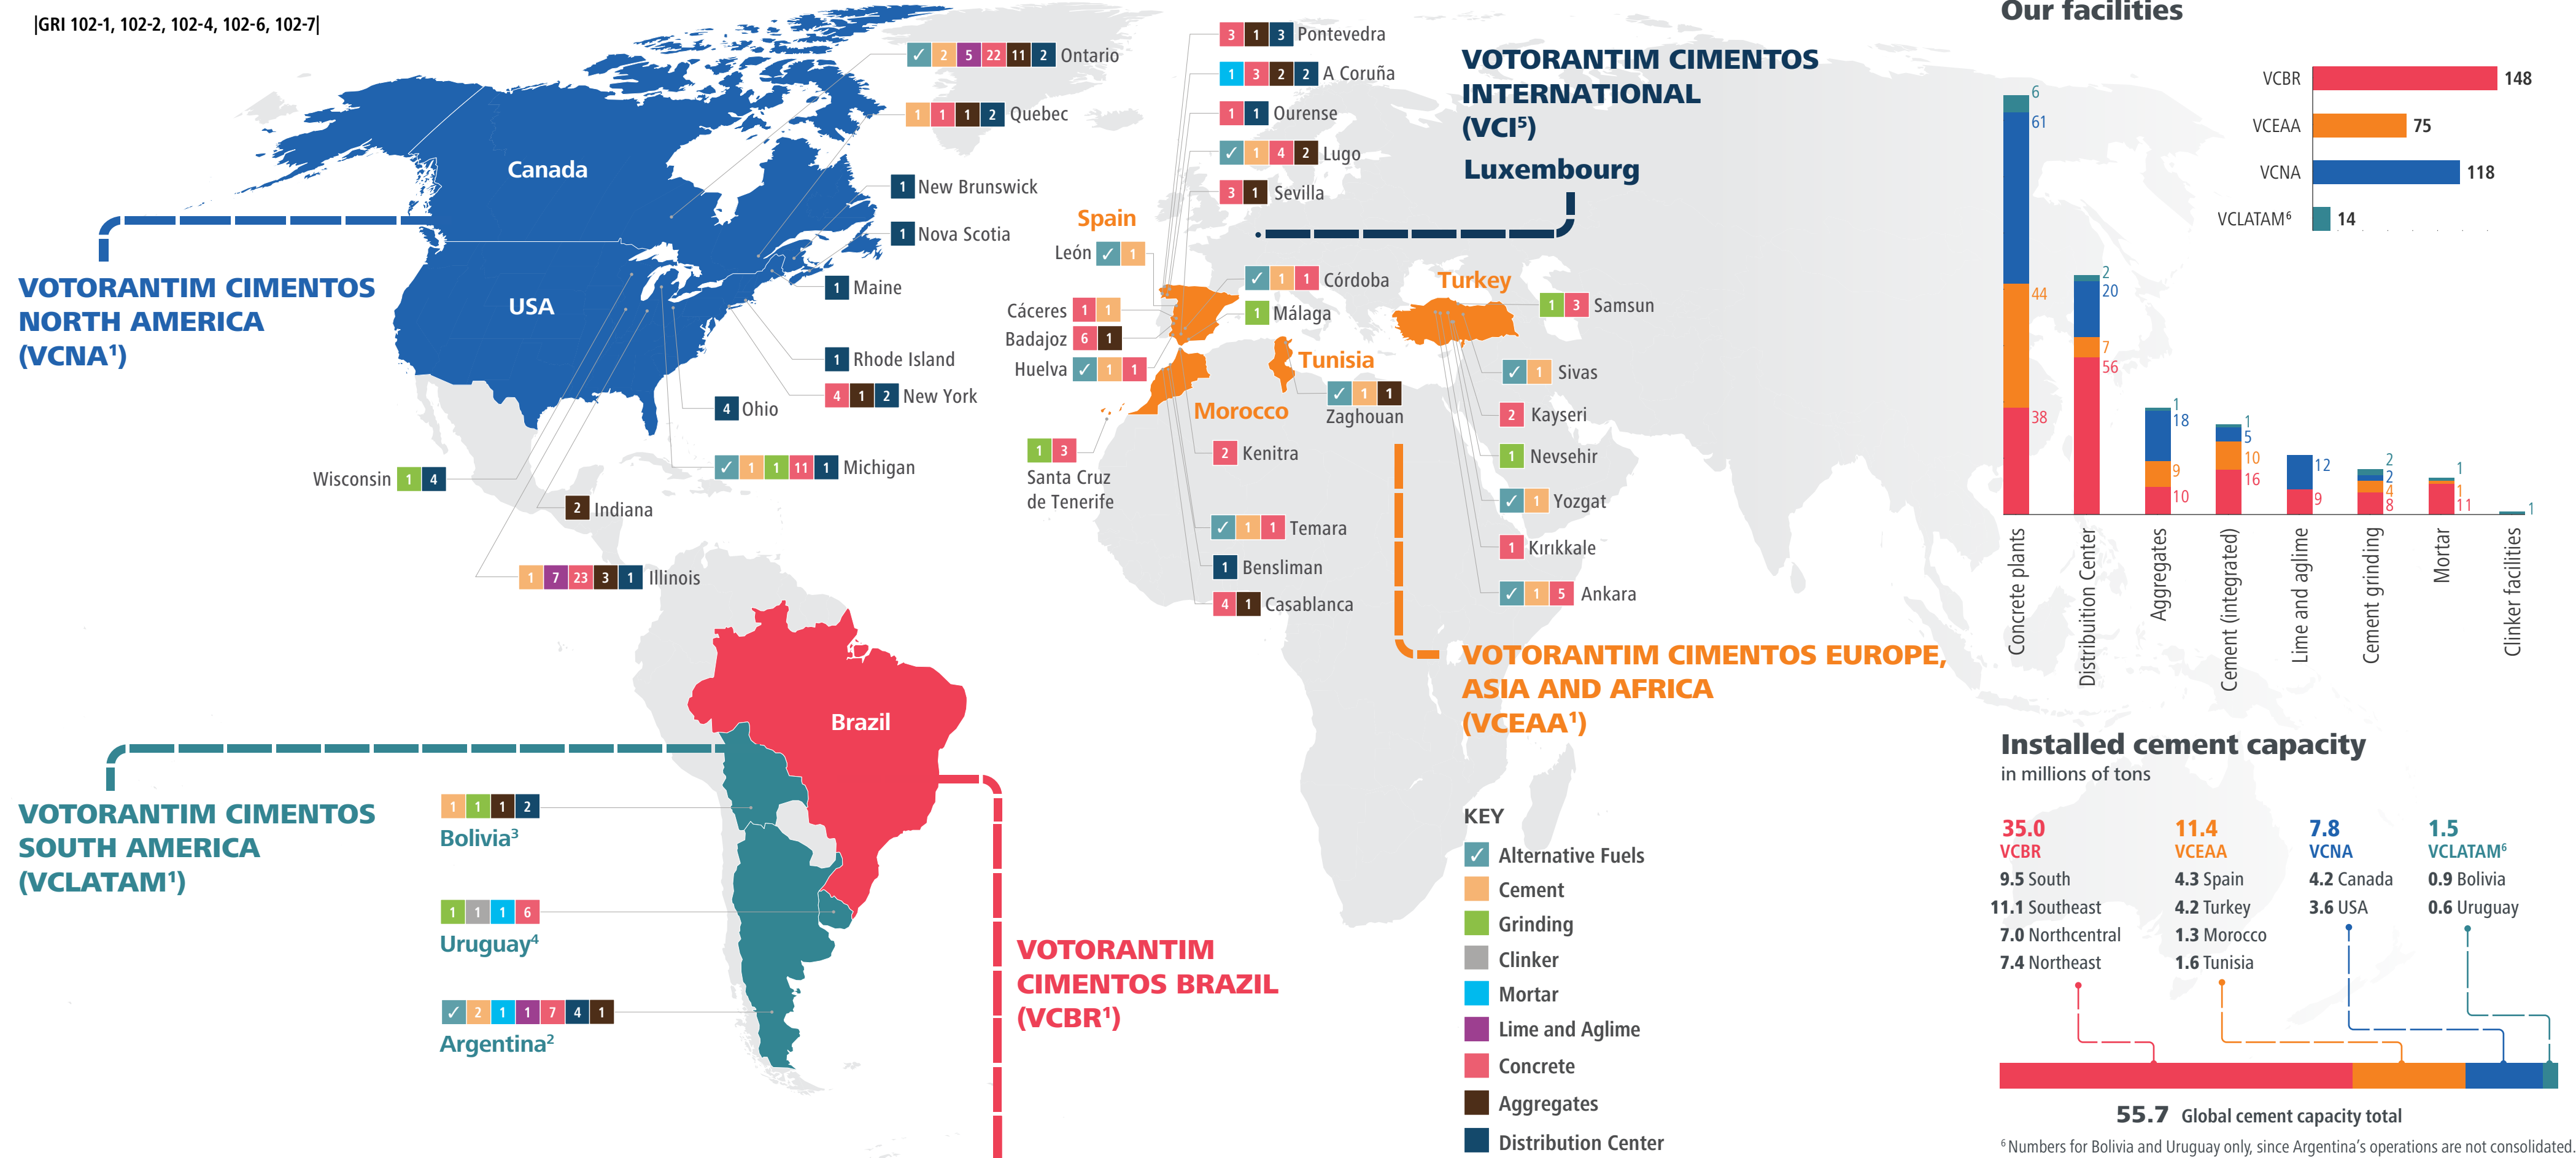 |GRI 102-1, 102-2, 102-4, 102-6, 102-7|
Canada
USA
VOTORANTIM CIMENTOS
NORTH AMERICA
(VCNA¹)
✓ 2 5 22 11 2 Ontario
1 1 1 2 Quebec
1 New Brunswick
1 Nova Scotia
1 Maine
1 Rhode Island
4 1 2 New York
4 Ohio
✓ 1 1 11 1 Michigan
Wisconsin 1 4
2 Indiana
1 7 23 3 1 Illinois
Brazil
VOTORANTIM CIMENTOS
SOUTH AMERICA
(VCLATAM¹)
1 1 1 2
Bolivia³
1 1 1 6
Uruguay⁴
✓ 2 1 1 7 4 1
Argentina²
VOTORANTIM
CIMENTOS BRAZIL
(VCBR¹)
3 1 3 Pontevedra
1 3 2 2 A Coruña
1 1 Ourense
✓ 1 4 2 Lugo
3 1 Sevilla
Spain
León ✓ 1
Cáceres 1 1
Badajoz 6 1
Huelva ✓ 1 1
✓ 1 1 Córdoba
1 Málaga
Tunisia
✓ 1 1
Zaghouan
Morocco
1 3
Santa Cruz
de Tenerife
2 Kenitra
✓ 1 1 Temara
1 Bensliman
4 1 Casablanca
VOTORANTIM CIMENTOS
INTERNATIONAL
(VCI⁵)
Luxembourg
Turkey
1 3 Samsun
✓ 1 Sivas
2 Kayseri
1 Nevsehir
✓ 1 Yozgat
1 Kırıkkale
✓ 1 5 Ankara
VOTORANTIM CIMENTOS EUROPE,
ASIA AND AFRICA
(VCEAA¹)
KEY
✓ Alternative Fuels
Cement
Grinding
Clinker
Mortar
Lime and Aglime
Concrete
Aggregates
Distribution Center
Our facilities
VCBR 148
VCEAA 75
VCNA 118
VCLATAM⁶ 14
6
61
44
38
2
20
7
56
1
18
9
10
1
5
10
16
12
9
2
2
4
8
1
1
11
1
Concrete plants
Distribuition Center
Aggregates
Cement (integrated)
Lime and aglime
Cement grinding
Mortar
Clinker facilities
Installed cement capacity
in millions of tons
35.0
VCBR
9.5 South
11.1 Southeast
7.0 Northcentral
7.4 Northeast
11.4
VCEAA
4.3 Spain
4.2 Turkey
1.3 Morocco
1.6 Tunisia
7.8
VCNA
4.2 Canada
3.6 USA
1.5
VCLATAM⁶
0.9 Bolivia
0.6 Uruguay
55.7 Global cement capacity total
⁶ Numbers for Bolivia and Uruguay only, since Argentina's operations are not consolidated.